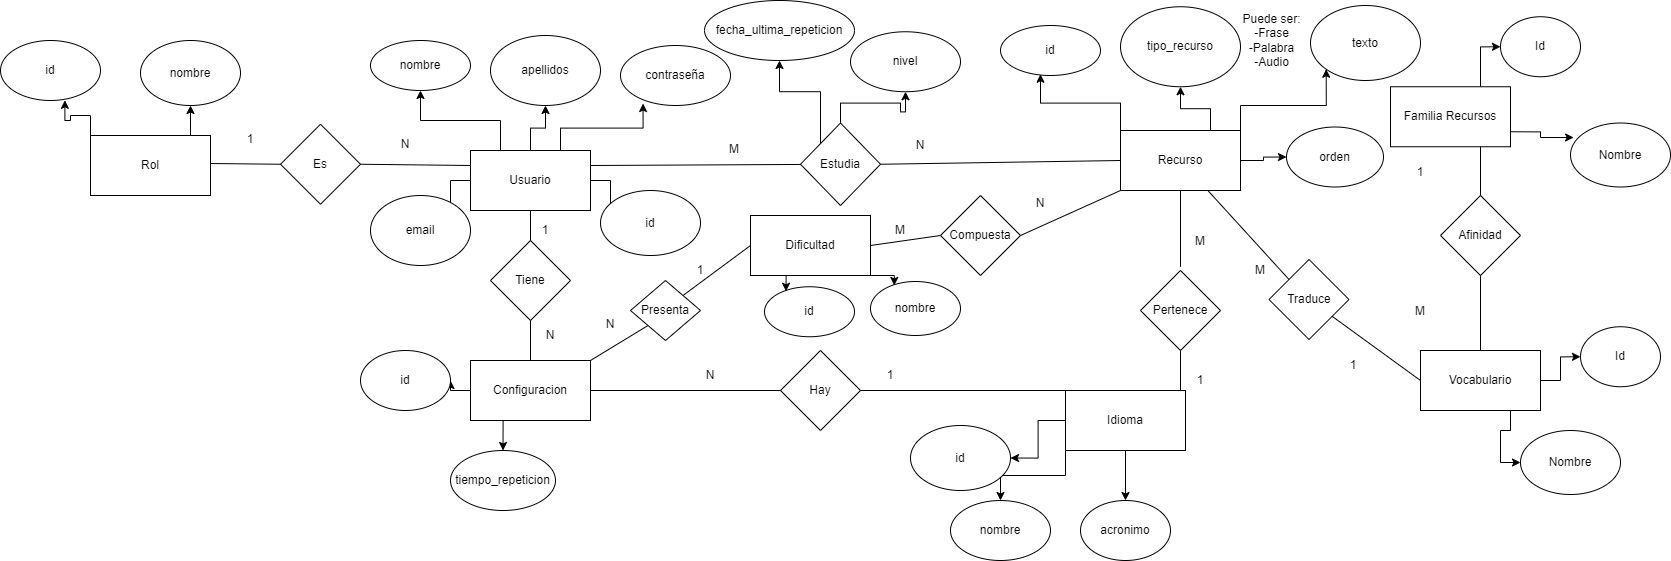 id
nombre
Rol
1
Es
N
nombre
apellidos
contraseña
Usuario
email
id
fecha_ultima_repeticion
nivel
M
Estudia
N
id
tipo_recurso
Puede ser:
-Frase
-Palabra
-Audio
texto
Recurso
orden
Id
Familia Recursos
Nombre
1
Afinidad
M
1
Tiene
N
Dificultad
id
nombre
M
Compuesta
N
1
Presenta
N
M
Pertenece
1
M
Traduce
1
id
Configuracion
tiempo_repeticion
N
Hay
1
Idioma
id
nombre
acronimo
Vocabulario
Id
Nombre